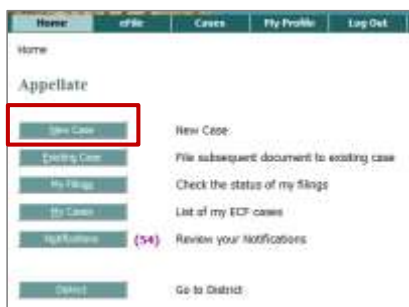 Home eFile Cases My Profile Log Out
Home
Appellate
New Case New Case
Existing Case File subsequent document to existing case
My Filings Check the status of my filings
My Cases List of my ECF cases
Notifications (54) Review your Notifications
District Go to District